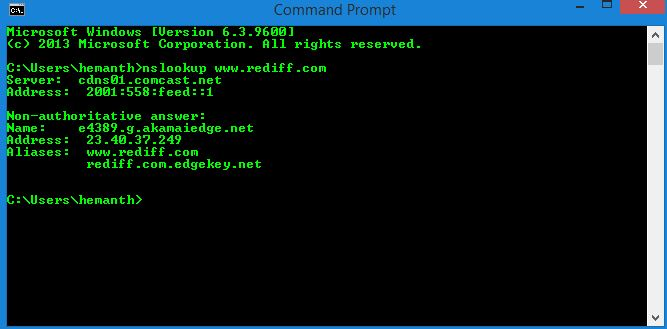 Command Prompt
Microsoft Windows [Version 6.3.9600]
(c) 2013 Microsoft Corporation. All rights reserved.
C:\Users\hemanth>nslookup www.rediff.com
Server:  cdns01.comcast.net
Address:  2001:558:feed::1
Non-authoritative answer:
Name:    e4389.g.akamaiedge.net
Address:  23.40.37.249
Aliases:  www.rediff.com
          rediff.com.edgekey.net
C:\Users\hemanth>